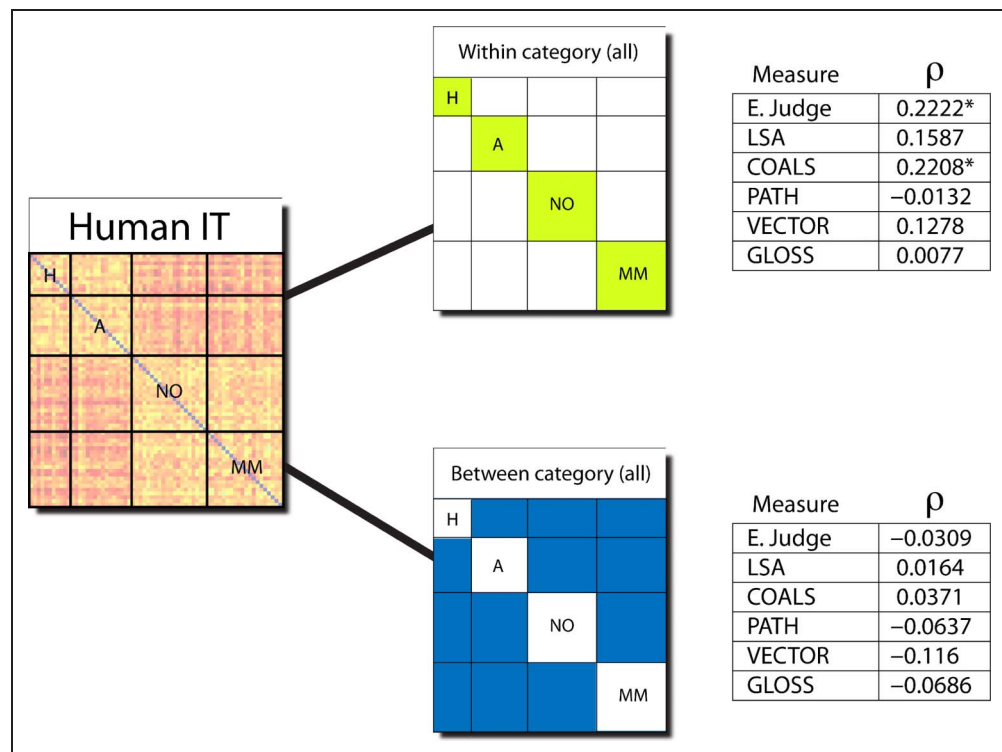 Human IT
H
A
NO
MM
Within category (all)
H
A
NO
MM
Measure ρ
E. Judge 0.2222*
LSA 0.1587
COALS 0.2208*
PATH −0.0132
VECTOR 0.1278
GLOSS 0.0077
Between category (all)
H
A
NO
MM
Measure ρ
E. Judge −0.0309
LSA 0.0164
COALS 0.0371
PATH −0.0637
VECTOR −0.116
GLOSS −0.0686